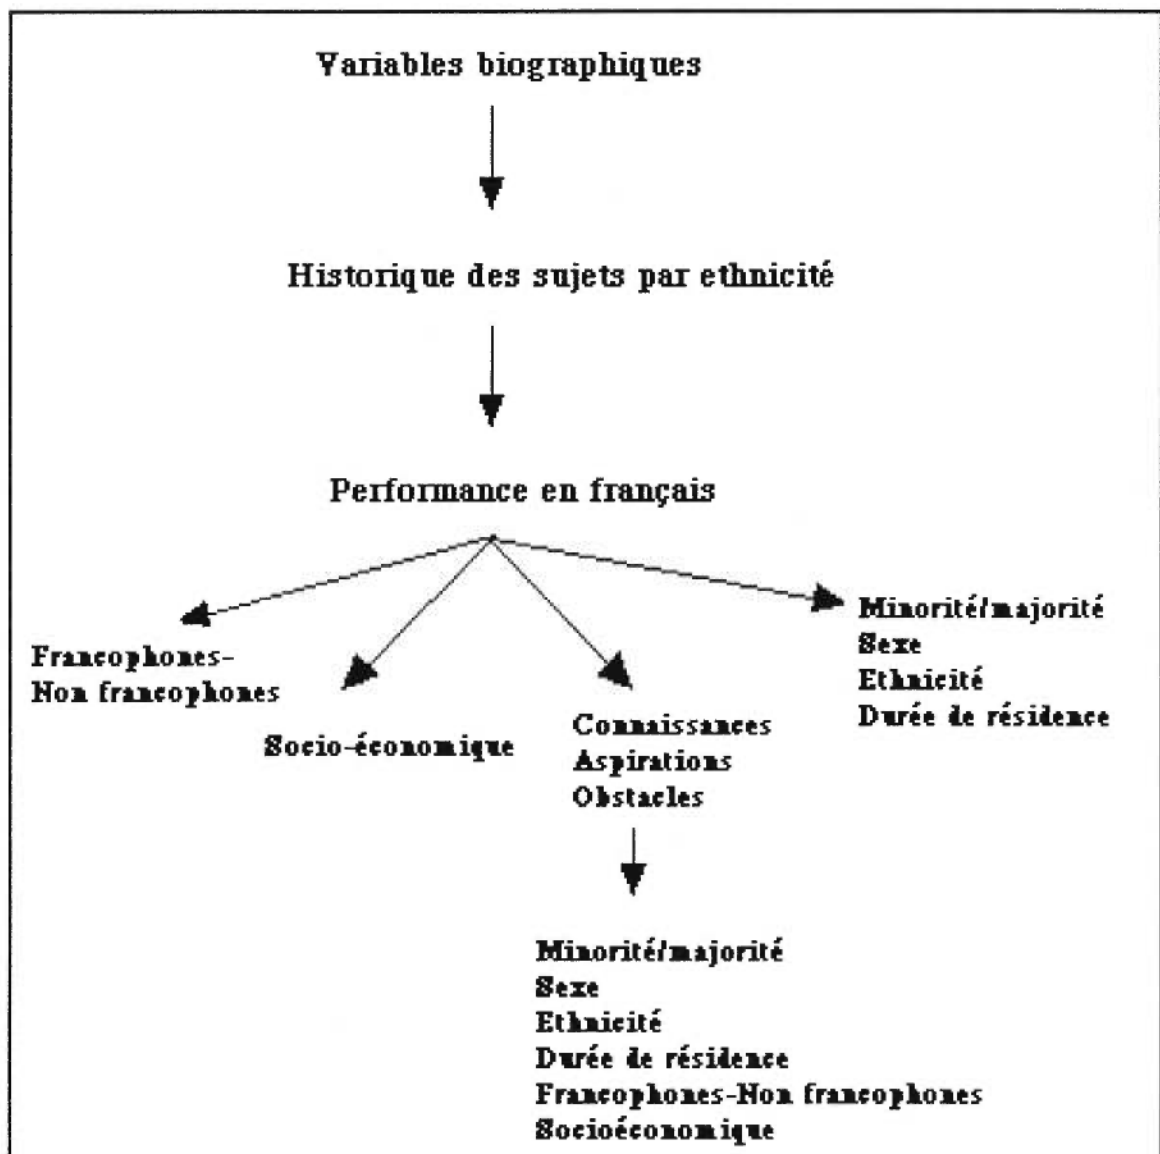 Variables biographiques
Historique des sujets par ethnicité
Performance en français
Francophones-
Non francophones
Socio-économique
Connaissances
Aspirations
Obstacles
Minorité/majorité
Sexe
Ethnicité
Durée de résidence
Minorité/majorité
Sexe
Ethnicité
Durée de résidence
Francophones-Non francophones
Socioéconomique